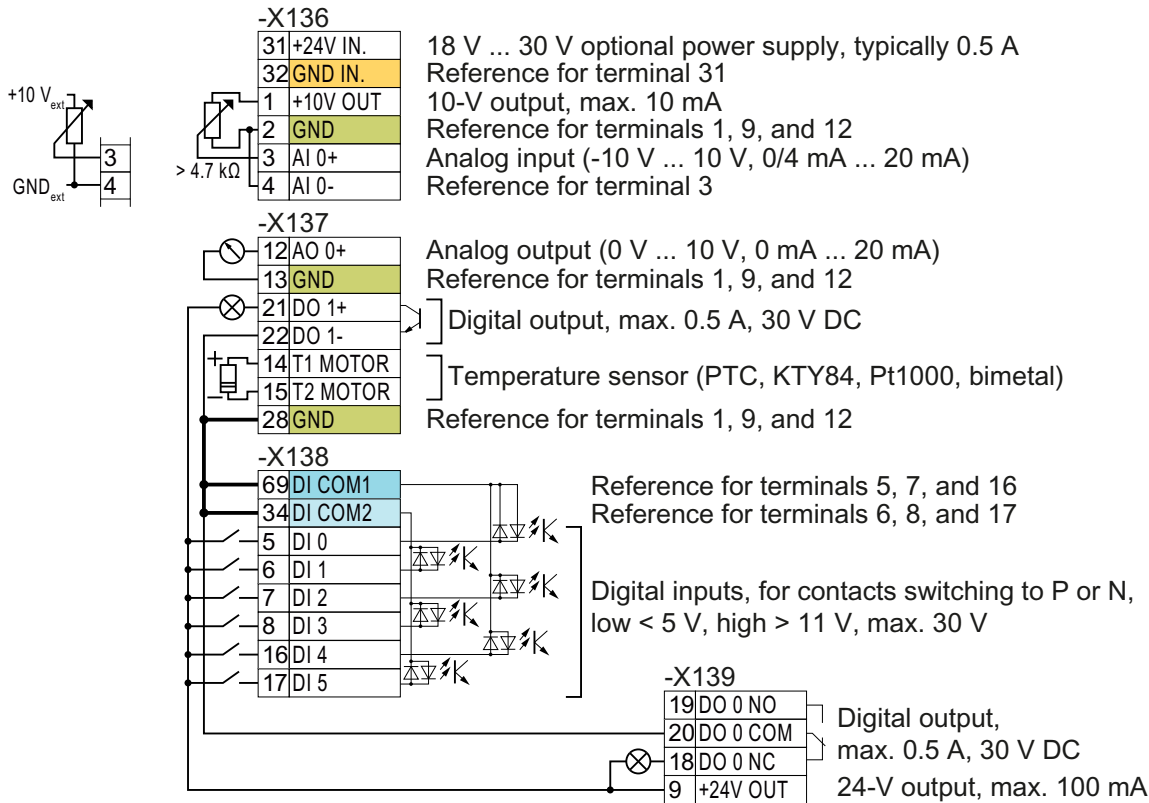 -X136
31 +24V IN. 18 V ... 30 V optional power supply, typically 0.5 A
32 GND IN. Reference for terminal 31
1 +10V OUT 10-V output, max. 10 mA
2 GND Reference for terminals 1, 9, and 12
3 AI 0+ Analog input (-10 V ... 10 V, 0/4 mA ... 20 mA)
4 AI 0- Reference for terminal 3
+10 Vext
3
GNDext 4
> 4.7 kΩ
-X137
12 AO 0+ Analog output (0 V ... 10 V, 0 mA ... 20 mA)
13 GND Reference for terminals 1, 9, and 12
21 DO 1+
22 DO 1-
Digital output, max. 0.5 A, 30 V DC
+
14 T1 MOTOR
–
15 T2 MOTOR
Temperature sensor (PTC, KTY84, Pt1000, bimetal)
28 GND Reference for terminals 1, 9, and 12
-X138
69 DI COM1 Reference for terminals 5, 7, and 16
34 DI COM2 Reference for terminals 6, 8, and 17
5 DI 0
6 DI 1
7 DI 2
8 DI 3
16 DI 4
17 DI 5
Digital inputs, for contacts switching to P or N,
low < 5 V, high > 11 V, max. 30 V
-X139
19 DO 0 NO
20 DO 0 COM
18 DO 0 NC
Digital output,
max. 0.5 A, 30 V DC
9 +24V OUT 24-V output, max. 100 mA